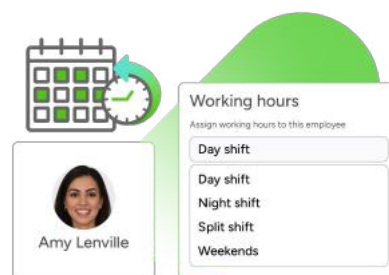 Working hours
Assign working hours to this employee
Day shift
Day shift
Night shift
Split shift
Weekends
Amy Lenville